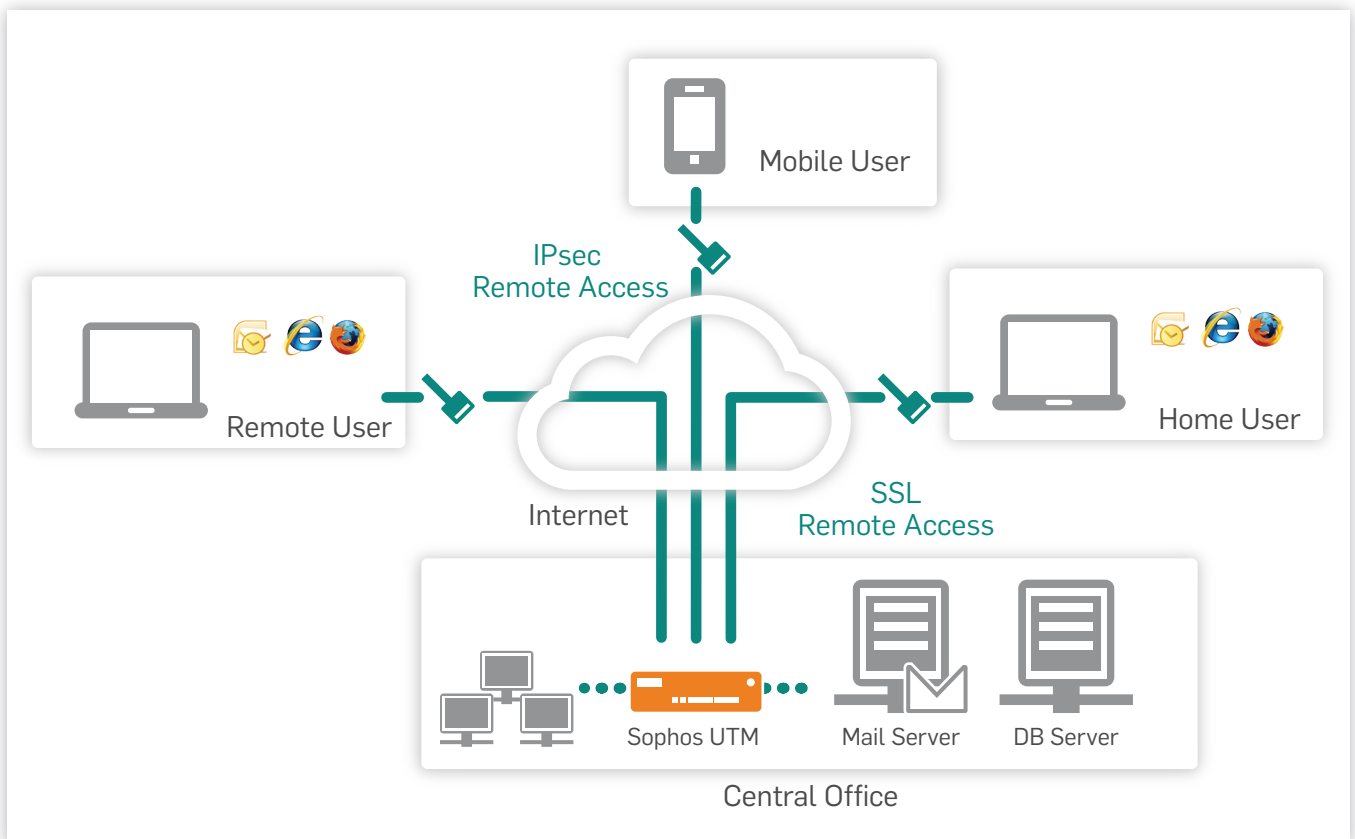 Mobile User
IPsec
Remote Access
Remote User
Home User
Internet
SSL
Remote Access
Sophos UTM
Mail Server
DB Server
Central Office